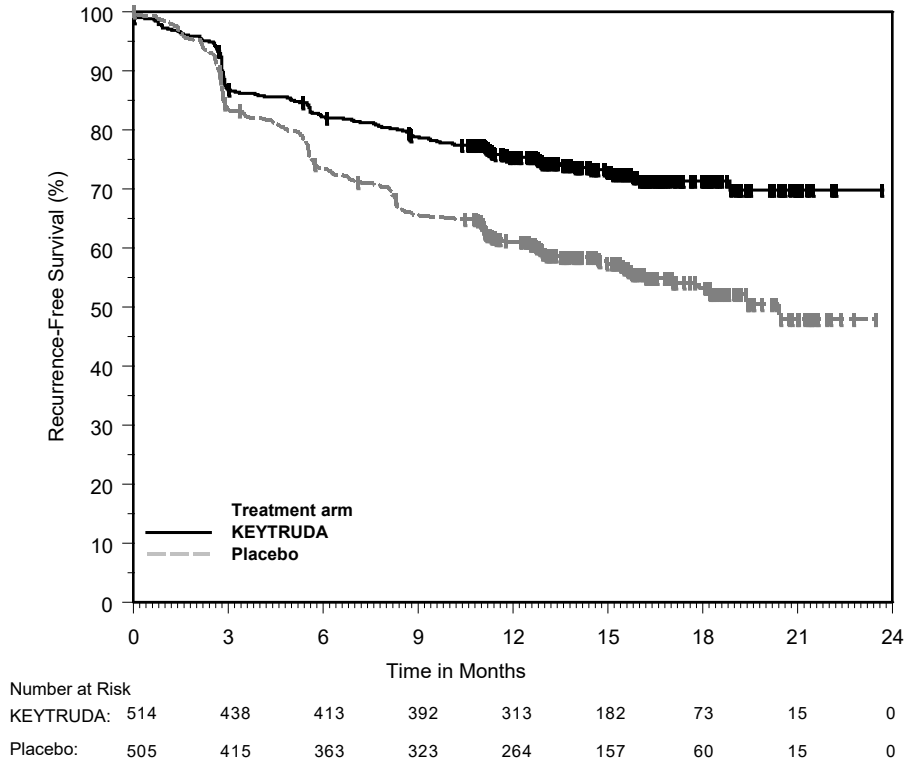 100
90
80
70
60
50
40
30
20
10
0
Recurrence-Free Survival (%)
Treatment arm
KEYTRUDA
Placebo
0 3 6 9 12 15 18 21 24
Time in Months
Number at Risk
KEYTRUDA: 514 438 413 392 313 182 73 15 0
Placebo: 505 415 363 323 264 157 60 15 0